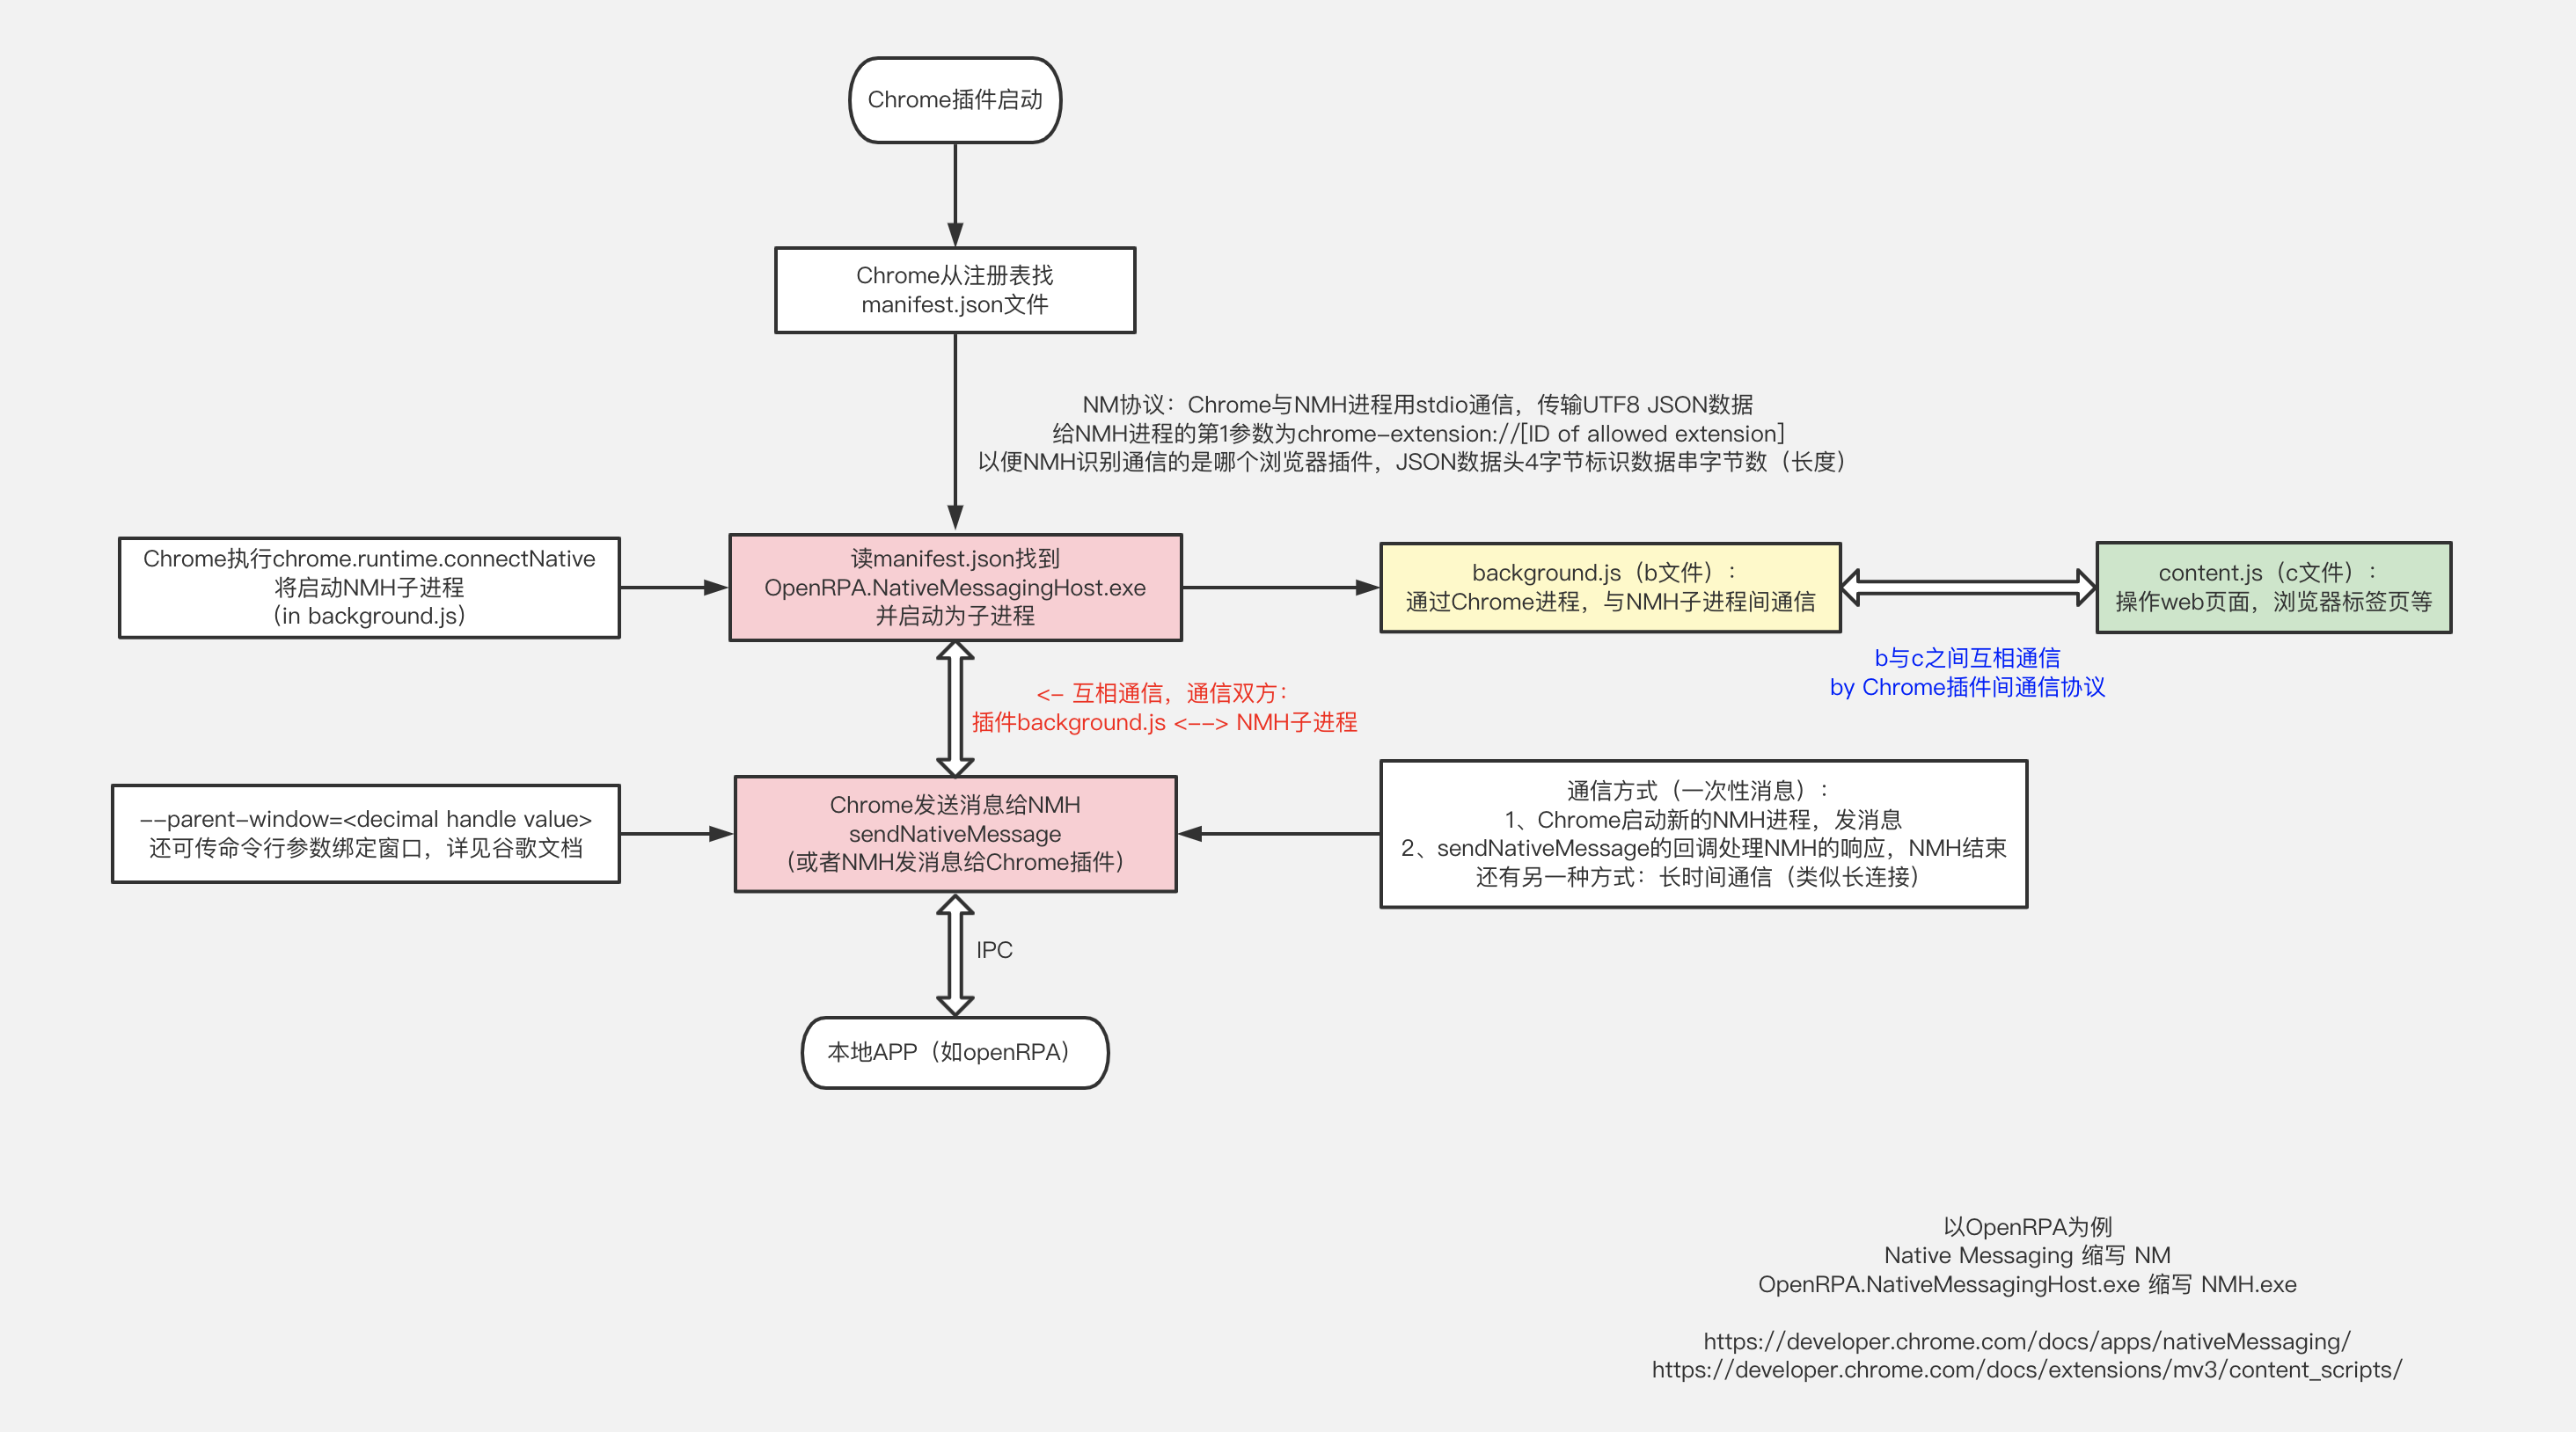 Chrome插件启动
Chrome从注册表找
manifest.json文件
NM协议：Chrome与NMH进程用stdio通信，传输UTF8 JSON数据
给NMH进程的第1参数为chrome-extension://[ID of allowed extension]
以便NMH识别通信的是哪个浏览器插件，JSON数据头4字节标识数据串字节数（长度）
Chrome执行chrome.runtime.connectNative
将启动NMH子进程
（in background.js）
读manifest.json找到
OpenRPA.NativeMessagingHost.exe
并启动为子进程
background.js（b文件）：
通过Chrome进程，与NMH子进程间通信
content.js（c文件）：
操作web页面，浏览器标签页等
b与c之间互相通信
by Chrome插件间通信协议
<- 互相通信，通信双方：
插件background.js <--> NMH子进程
--parent-window=<decimal handle value>
还可传命令行参数绑定窗口，详见谷歌文档
Chrome发送消息给NMH
sendNativeMessage
（或者NMH发消息给Chrome插件）
通信方式（一次性消息）：
1、Chrome启动新的NMH进程，发消息
2、sendNativeMessage的回调处理NMH的响应，NMH结束
还有另一种方式：长时间通信（类似长连接）
IPC
本地APP（如openRPA）
以OpenRPA为例
Native Messaging 缩写 NM
OpenRPA.NativeMessagingHost.exe 缩写 NMH.exe
https://developer.chrome.com/docs/apps/nativeMessaging/
https://developer.chrome.com/docs/extensions/mv3/content_scripts/